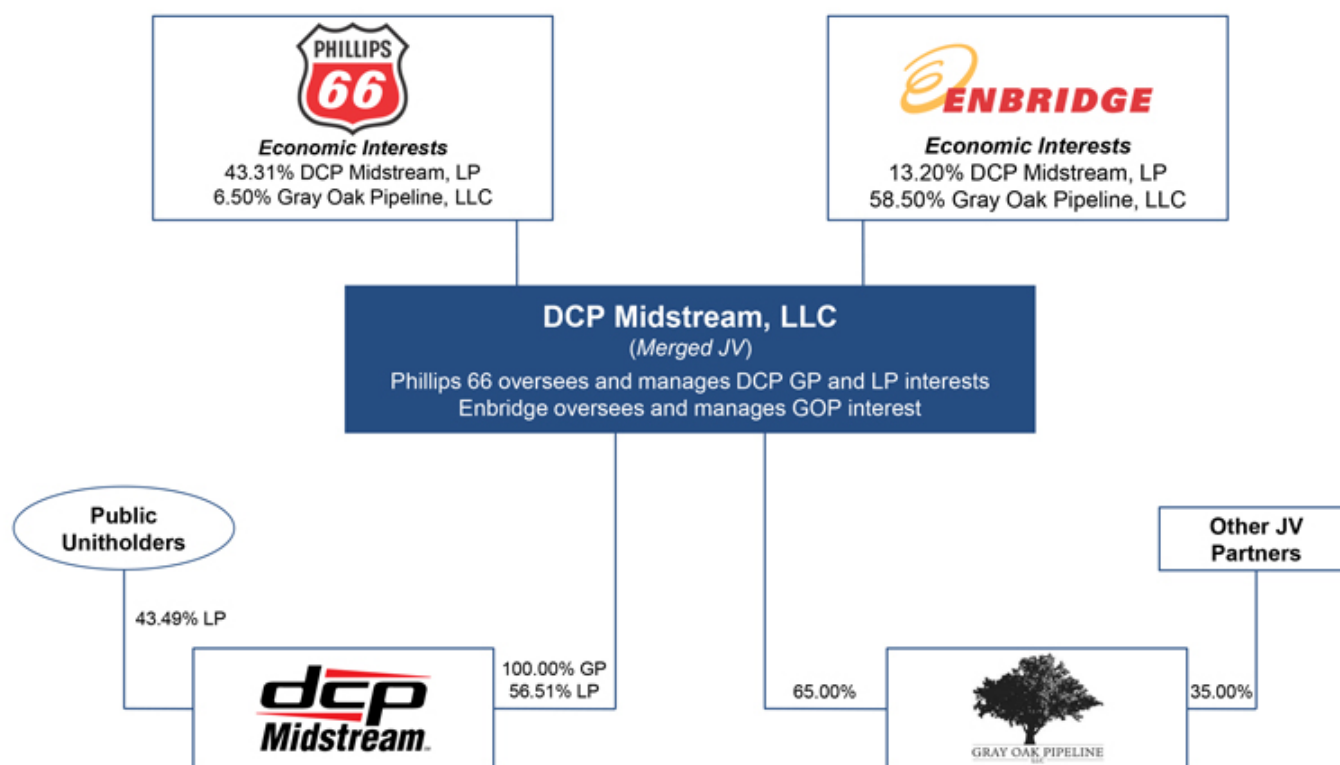 PHILLIPS
66
Economic Interests
43.31% DCP Midstream, LP
6.50% Gray Oak Pipeline, LLC
ENBRIDGE
Economic Interests
13.20% DCP Midstream, LP
58.50% Gray Oak Pipeline, LLC
DCP Midstream, LLC
(Merged JV)
Phillips 66 oversees and manages DCP GP and LP interests
Enbridge oversees and manages GOP interest
Public
Unitholders
Other JV
Partners
43.49% LP
100.00% GP
56.51% LP
65.00%
35.00%
dcp
Midstream
GRAY OAK PIPELINE
LLC